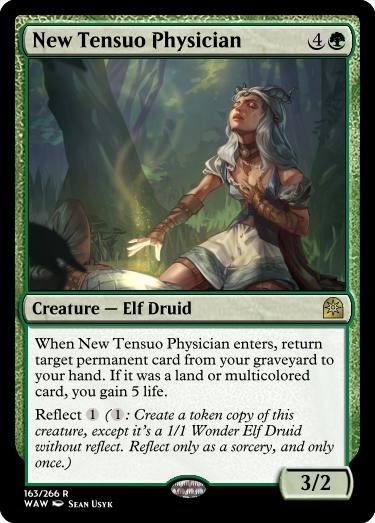 New Tensuo Physician 4
Creature — Elf Druid
When New Tensuo Physician enters, return
target permanent card from your graveyard to
your hand. If it was a land or multicolored
card, you gain 5 life.
Reflect 1 (1: Create a token copy of this
creature, except it's a 1/1 Wonder Elf Druid
without reflect. Reflect only as a sorcery, and only
once.)
3/2
163/266 R
WAW Sean Usyk